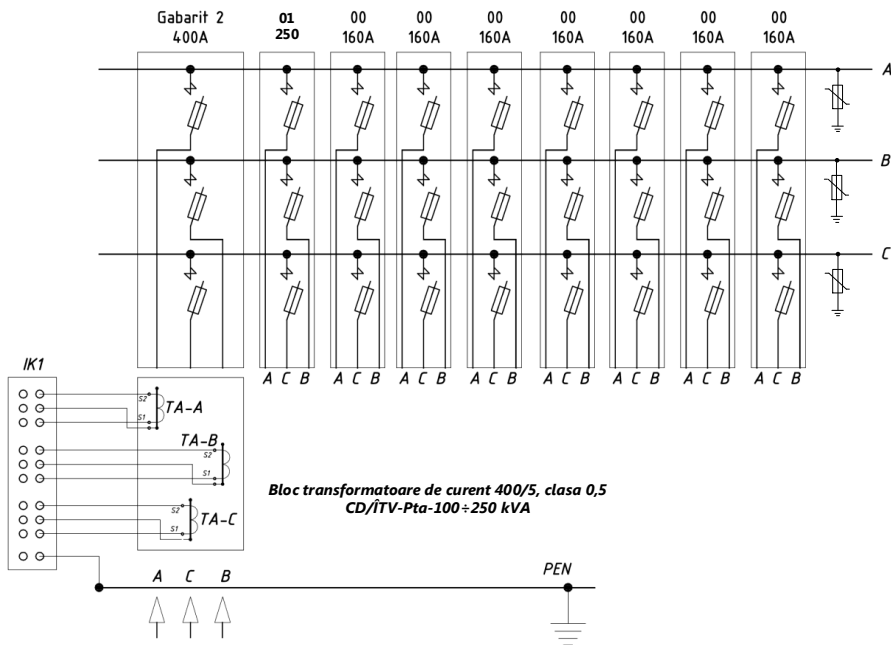 Gabarit 2 01 00 00 00 00 00 00 00
400A 250 160A 160A 160A 160A 160A 160A 160A
A
B
C
IK1
A C B A C B A C B A C B A C B A C B A C B A C B
S2 TA-A
S1
TA-B
S2
S1
S2 TA-C
S1
Bloc transformatoare de curent 400/5, clasa 0,5
CD/ÎTV-Pta-100÷250 kVA
A C B PEN